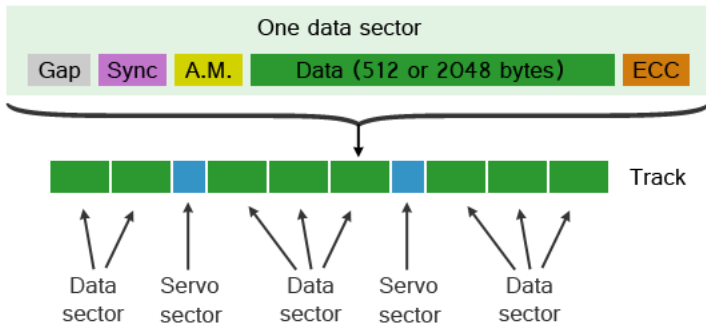 One data sector
Gap Sync A.M. Data (512 or 2048 bytes) ECC
Track
Data Servo Data Servo Data
sector sector sector sector sector